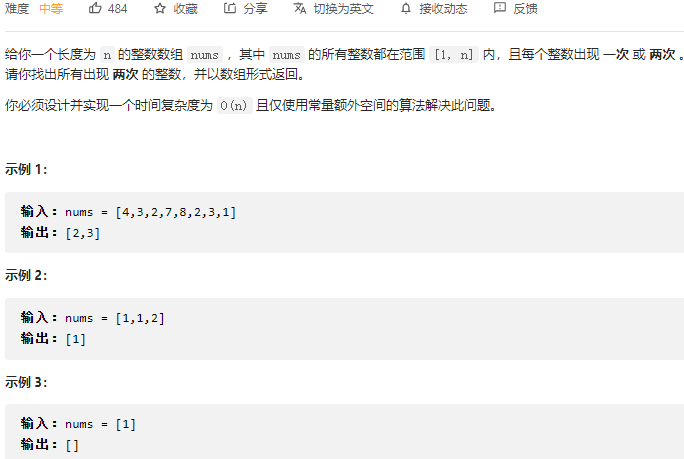 难度 中等 484 收藏 分享 切换为英文 接收动态 反馈
给你一个长度为 n 的整数数组 nums ，其中 nums 的所有整数都在范围 [1, n] 内，且每个整数出现 一次 或 两次 。
请你找出所有出现 两次 的整数，并以数组形式返回。
你必须设计并实现一个时间复杂度为 O(n) 且仅使用常量额外空间的算法解决此问题。
示例 1：
输入：nums = [4,3,2,7,8,2,3,1]
输出：[2,3]
示例 2：
输入：nums = [1,1,2]
输出：[1]
示例 3：
输入：nums = [1]
输出：[]